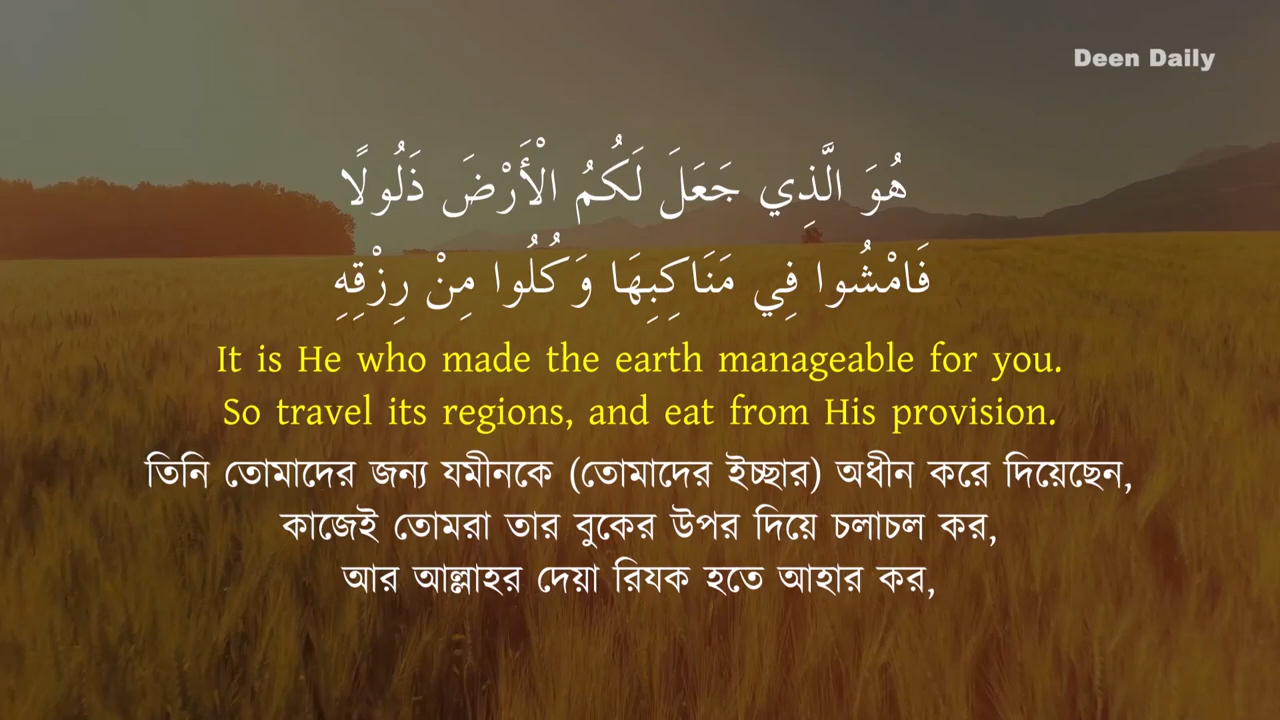 Deen Daily
هُوَ الَّذِي جَعَلَ لَكُمُ الْأَرْضَ ذَلُولًا
فَامْشُوا فِي مَنَاكِبِهَا وَكُلُوا مِنْ رِزْقِهِ
It is He who made the earth manageable for you.
So travel its regions, and eat from His provision.
তিনি তোমাদের জন্য যমীনকে (তোমাদের ইচ্ছার) অধীন করে দিয়েছেন,
কাজেই তোমরা তার বুকের উপর দিয়ে চলাচল কর,
আর আল্লাহর দেয়া রিযক হতে আহার কর,